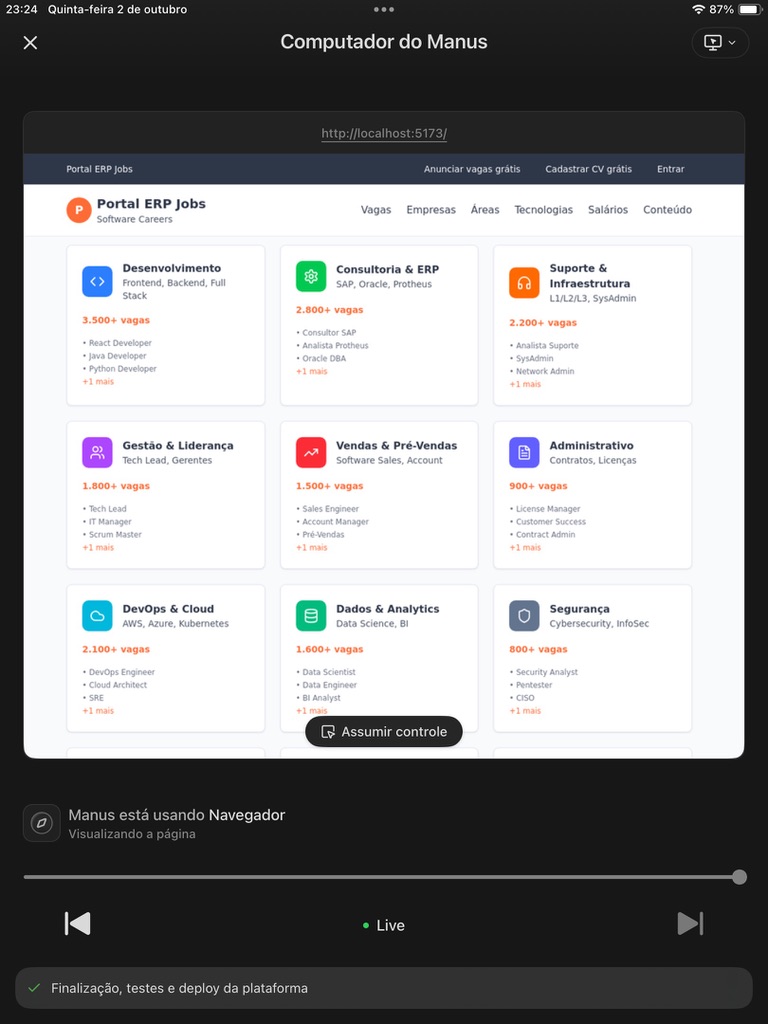 23:24 Quinta-feira 2 de outubro
87%
Computador do Manus
http://localhost:5173/
Portal ERP Jobs
Anunciar vagas grátis
Cadastrar CV grátis
Entrar
P
Portal ERP Jobs
Software Careers
Vagas
Empresas
Áreas
Tecnologias
Salários
Conteúdo
Desenvolvimento
Frontend, Backend, Full
Stack
3.500+ vagas
• React Developer
• Java Developer
• Python Developer
+1 mais
Consultoria & ERP
SAP, Oracle, Protheus
2.800+ vagas
• Consultor SAP
• Analista Protheus
• Oracle DBA
+1 mais
Suporte &
Infraestrutura
L1/L2/L3, SysAdmin
2.200+ vagas
• Analista Suporte
• SysAdmin
• Network Admin
+1 mais
Gestão & Liderança
Tech Lead, Gerentes
1.800+ vagas
• Tech Lead
• IT Manager
• Scrum Master
+1 mais
Vendas & Pré-Vendas
Software Sales, Account
1.500+ vagas
• Sales Engineer
• Account Manager
• Pré-Vendas
+1 mais
Administrativo
Contratos, Licenças
900+ vagas
• License Manager
• Customer Success
• Contract Admin
+1 mais
DevOps & Cloud
AWS, Azure, Kubernetes
2.100+ vagas
• DevOps Engineer
• Cloud Architect
• SRE
+1 mais
Dados & Analytics
Data Science, BI
1.600+ vagas
• Data Scientist
• Data Engineer
• BI Analyst
+1 mais
Segurança
Cybersecurity, InfoSec
800+ vagas
• Security Analyst
• Pentester
• CISO
+1 mais
Assumir controle
Manus está usando Navegador
Visualizando a página
Live
Finalização, testes e deploy da plataforma